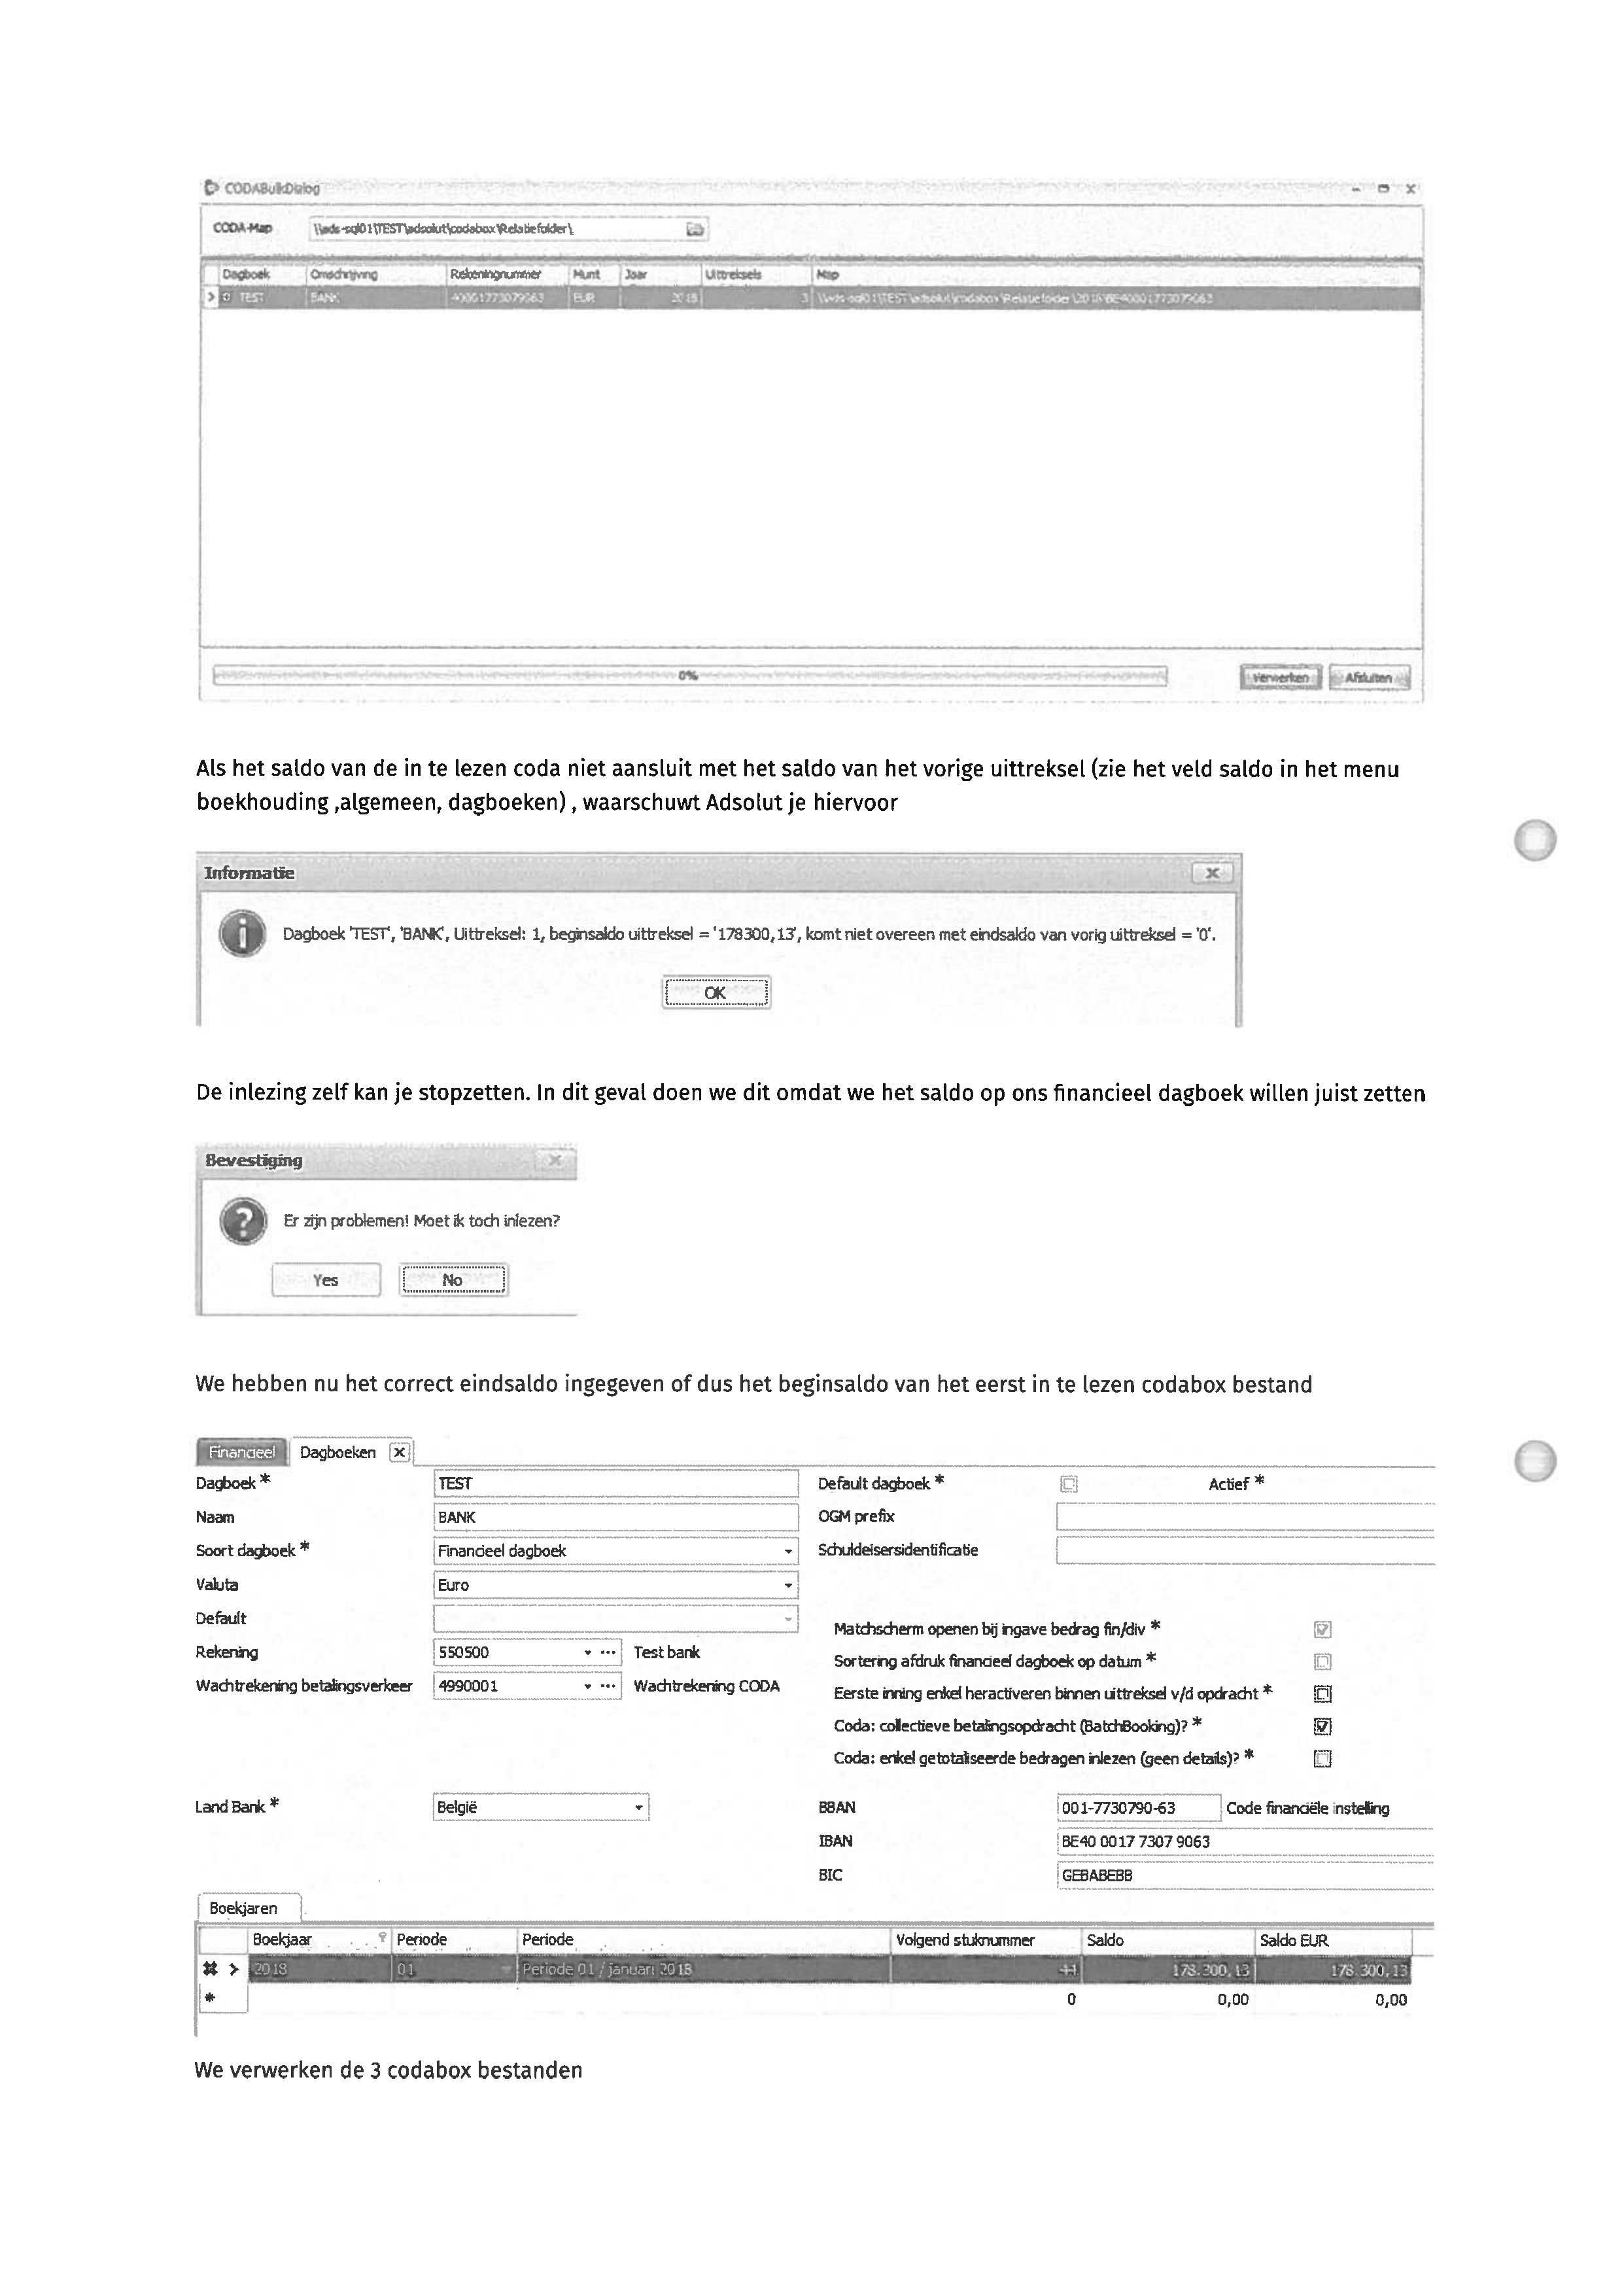 CODABulkDialog
CODA-Map \\wds-sql01\TEST\adsolut\codabox\Relatiefolder\
Dagboek Omschrijving Rekeningnummer Munt Jaar Uittreksels Map
TEST BANK EUR 2018 3
0% Verwerken Afsluiten
Als het saldo van de in te lezen coda niet aansluit met het saldo van het vorige uittreksel (zie het veld saldo in het menu
boekhouding ,algemeen, dagboeken) , waarschuwt Adsolut je hiervoor
Informatie
Dagboek 'TEST', 'BANK', Uittreksel: 1, beginsaldo uittreksel = '178300,13', komt niet overeen met eindsaldo van vorig uittreksel = '0'.
OK
De inlezing zelf kan je stopzetten. In dit geval doen we dit omdat we het saldo op ons financieel dagboek willen juist zetten
Bevestiging
Er zijn problemen! Moet ik toch inlezen?
Yes No
We hebben nu het correct eindsaldo ingegeven of dus het beginsaldo van het eerst in te lezen codabox bestand
Financieel Dagboeken
Dagboek * TEST Default dagboek * Actief *
Naam BANK OGM prefix
Soort dagboek * Financieel dagboek Schuldeisersidentificatie
Valuta Euro
Default
Matchscherm openen bij ingave bedrag fin/div *
Rekening 550500 Test bank
Sortering afdruk financieel dagboek op datum *
Wachtrekening betalingsverkeer 4990001 Wachtrekening CODA
Eerste inning enkel heractiveren binnen uittreksel v/d opdracht *
Coda: collectieve betalingsopdracht (BatchBooking)? *
Coda: enkel getotaliseerde bedragen inlezen (geen details)? *
Land Bank * België BBAN 001-7730790-63 Code financiële instelling
IBAN BE40 0017 7307 9063
BIC GEBABEBB
Boekjaren
Boekjaar Periode Periode Volgend stuknummer Saldo Saldo EUR
2018 01 Periode 01 / januari 2018 178.300,13 178.300,13
* 0 0,00 0,00
We verwerken de 3 codabox bestanden